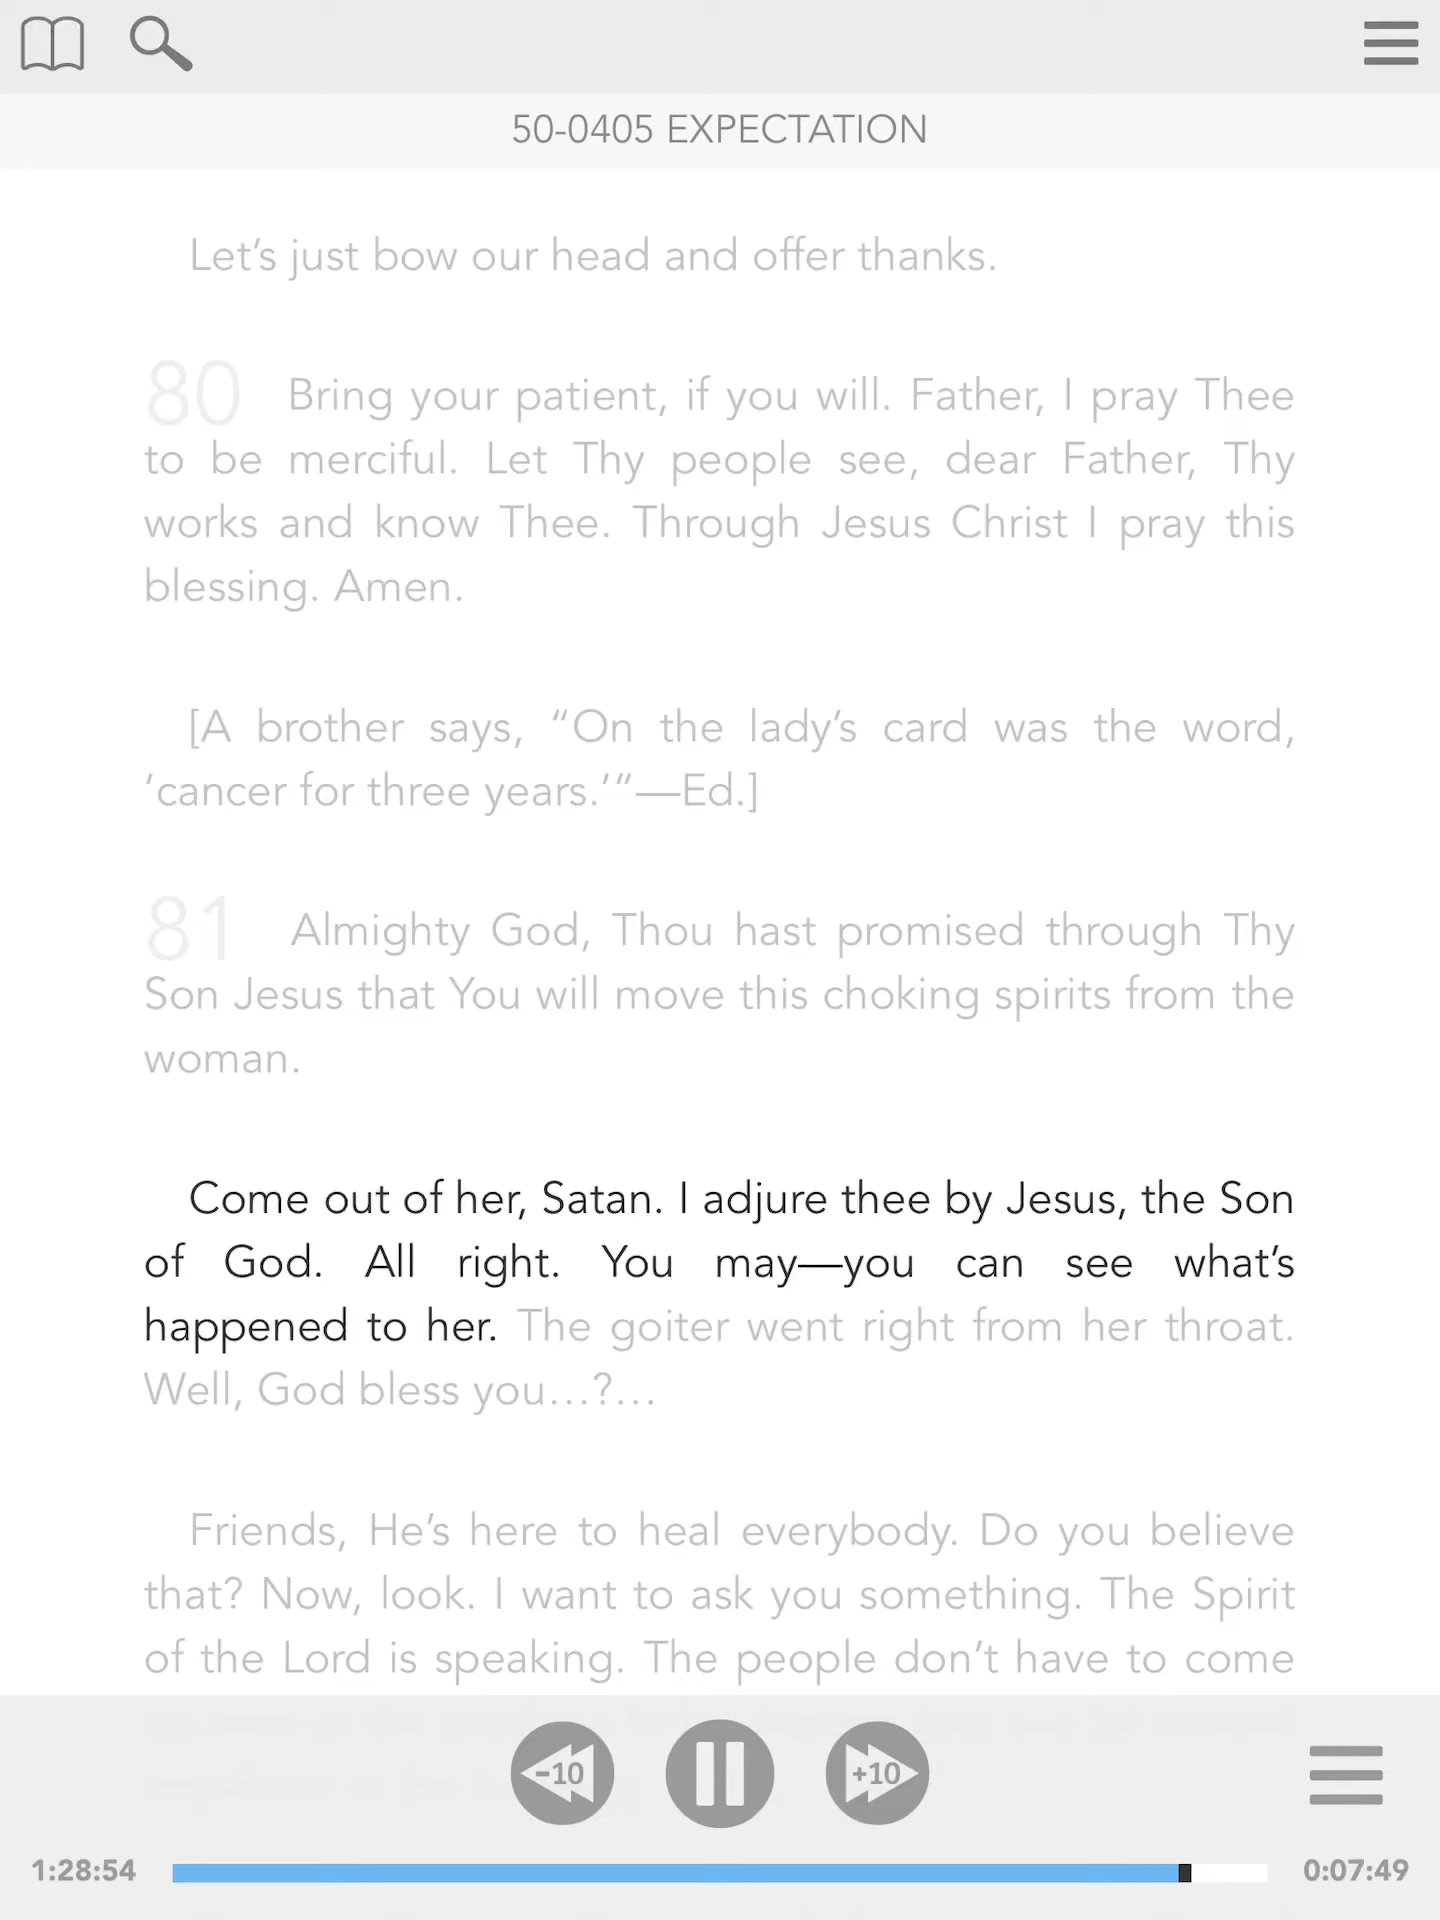 50-0405 EXPECTATION
Let’s just bow our head and offer thanks.
80 Bring your patient, if you will. Father, I pray Thee
to be merciful. Let Thy people see, dear Father, Thy
works and know Thee. Through Jesus Christ I pray this
blessing. Amen.
[A brother says, “On the lady’s card was the word,
‘cancer for three years.’”—Ed.]
81 Almighty God, Thou hast promised through Thy
Son Jesus that You will move this choking spirits from the
woman.
Come out of her, Satan. I adjure thee by Jesus, the Son
of God. All right. You may—you can see what’s
happened to her. The goiter went right from her throat.
Well, God bless you…?…
Friends, He’s here to heal everybody. Do you believe
that? Now, look. I want to ask you something. The Spirit
of the Lord is speaking. The people don’t have to come
-10 +10
1:28:54 0:07:49